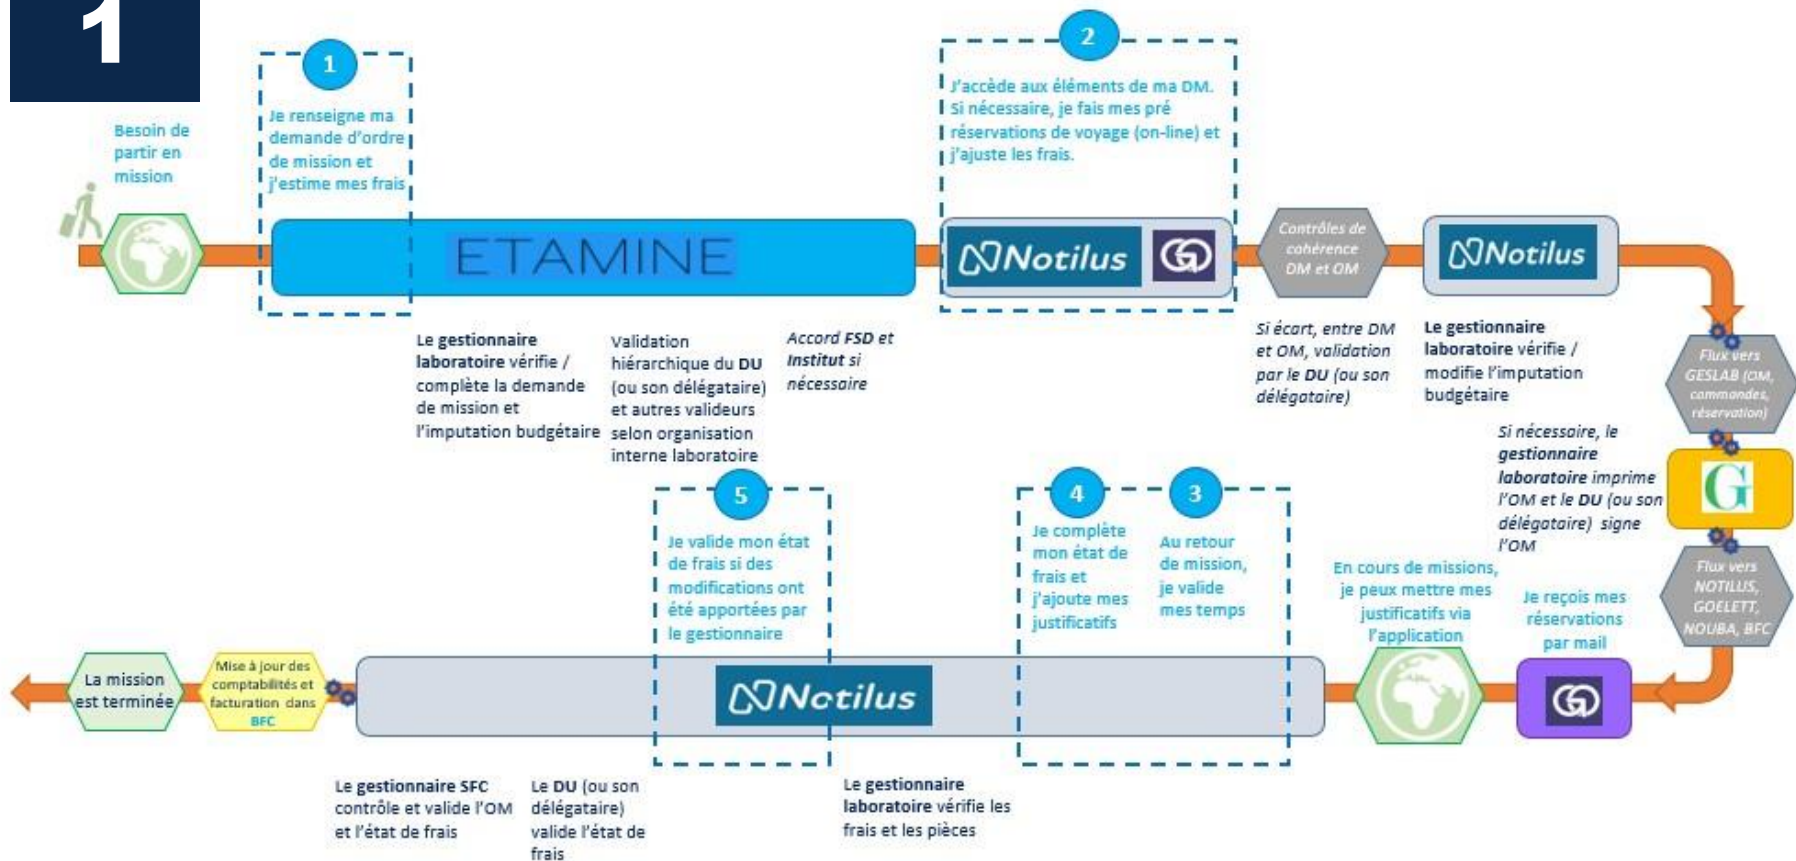 1
1
Je renseigne ma
demande d'ordre
de mission et
j'estime mes frais
2
J'accède aux éléments de ma DM.
Si nécessaire, je fais mes pré
réservations de voyage (on-line) et
j'ajuste les frais.
Besoin de
partir en
mission
ETAMINE
Notilus
Contrôles de
cohérence
DM et OM
Notilus
Le gestionnaire
laboratoire vérifie /
complète la demande
de mission et
l'imputation budgétaire
Validation
hiérarchique du DU
(ou son délégataire)
et autres valideurs
selon organisation
interne laboratoire
Accord FSD et
Institut si
nécessaire
Si écart, entre DM
et OM, validation
par le DU (ou son
délégataire)
Le gestionnaire
laboratoire vérifie /
modifie l'imputation
budgétaire
Flux vers
GESLAB (OM,
commandes,
réservation)
Si nécessaire, le
gestionnaire
laboratoire imprime
l'OM et le DU (ou son
délégataire) signe
l'OM
G
Flux vers
NOTILUS,
GOELETT,
NOUBA, BFC
Je reçois mes
réservations
par mail
En cours de missions,
je peux mettre mes
justificatifs via
l'application
3
Au retour
de mission,
je valide
mes temps
4
Je complète
mon état de
frais et
j'ajoute mes
justificatifs
5
Je valide mon état
de frais si des
modifications ont
été apportées par
le gestionnaire
Notilus
Le gestionnaire
laboratoire vérifie les
frais et les pièces
Le DU (ou son
délégataire)
valide l'état de
frais
Le gestionnaire SFC
contrôle et valide l'OM
et l'état de frais
Mise à jour des
comptabilités et
facturation dans
BFC
La mission
est terminée